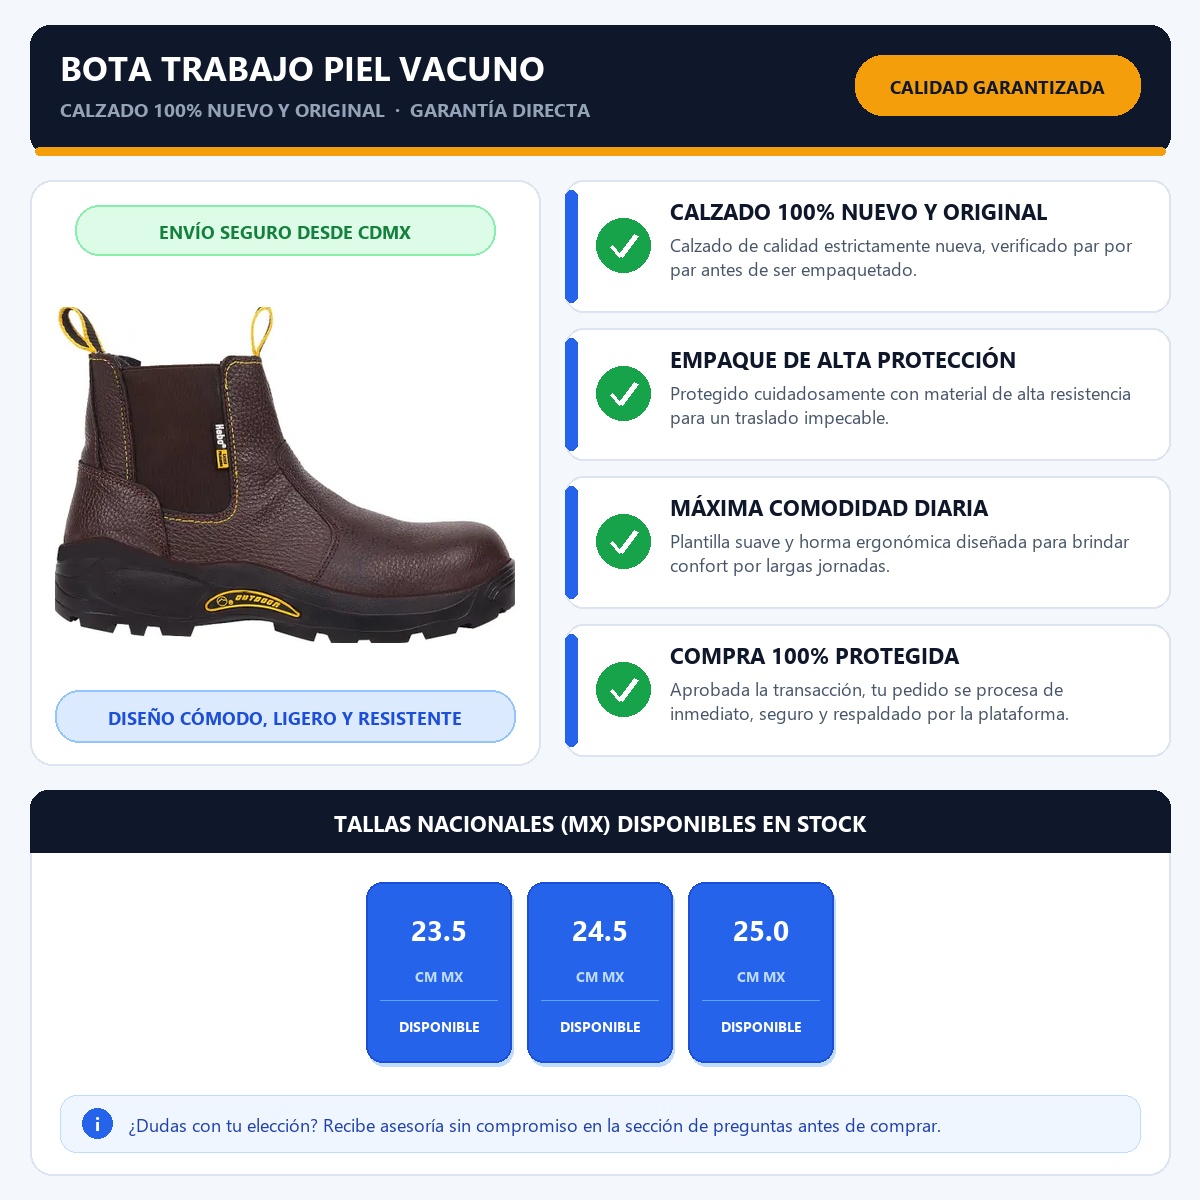 BOTA TRABAJO PIEL VACUNO
CALZADO 100% NUEVO Y ORIGINAL · GARANTÍA DIRECTA
CALIDAD GARANTIZADA
ENVÍO SEGURO DESDE CDMX
OUTDOOR
DISEÑO CÓMODO, LIGERO Y RESISTENTE
CALZADO 100% NUEVO Y ORIGINAL
Calzado de calidad estrictamente nueva, verificado par por
par antes de ser empaquetado.
EMPAQUE DE ALTA PROTECCIÓN
Protegido cuidadosamente con material de alta resistencia
para un traslado impecable.
MÁXIMA COMODIDAD DIARIA
Plantilla suave y horma ergonómica diseñada para brindar
confort por largas jornadas.
COMPRA 100% PROTEGIDA
Aprobada la transacción, tu pedido se procesa de
inmediato, seguro y respaldado por la plataforma.
TALLAS NACIONALES (MX) DISPONIBLES EN STOCK
23.5
CM MX
DISPONIBLE
24.5
CM MX
DISPONIBLE
25.0
CM MX
DISPONIBLE
¿Dudas con tu elección? Recibe asesoría sin compromiso en la sección de preguntas antes de comprar.